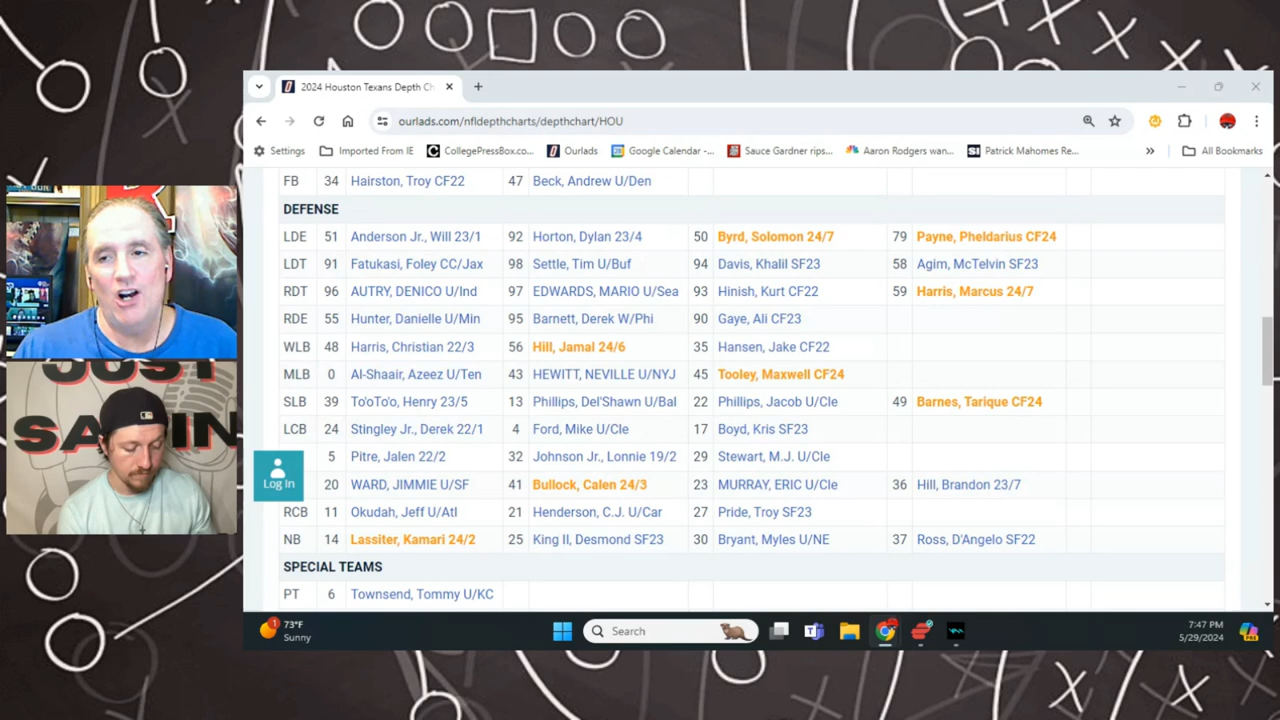 2024 Houston Texans Depth Ch
ourlads.com/nfldepthcharts/depthchart/HOU
Settings Imported From IE CollegePressBox.co... Ourlads Google Calendar -... Sauce Gardner rips... Aaron Rodgers wan... Patrick Mahomes Re... » All Bookmarks
FB 34 Hairston, Troy CF22 47 Beck, Andrew U/Den
DEFENSE
LDE 51 Anderson Jr., Will 23/1 92 Horton, Dylan 23/4 50 Byrd, Solomon 24/7 79 Payne, Pheldarius CF24
LDT 91 Fatukasi, Foley CC/Jax 98 Settle, Tim U/Buf 94 Davis, Khalil SF23 58 Agim, McTelvin SF23
RDT 96 AUTRY, DENICO U/Ind 97 EDWARDS, MARIO U/Sea 93 Hinish, Kurt CF22 59 Harris, Marcus 24/7
RDE 55 Hunter, Danielle U/Min 95 Barnett, Derek W/Phi 90 Gaye, Ali CF23
WLB 48 Harris, Christian 22/3 56 Hill, Jamal 24/6 35 Hansen, Jake CF22
MLB 0 Al-Shaair, Azeez U/Ten 43 HEWITT, NEVILLE U/NYJ 45 Tooley, Maxwell CF24
SLB 39 To'oTo'o, Henry 23/5 13 Phillips, Del'Shawn U/Bal 22 Phillips, Jacob U/Cle 49 Barnes, Tarique CF24
LCB 24 Stingley Jr., Derek 22/1 4 Ford, Mike U/Cle 17 Boyd, Kris SF23
5 Pitre, Jalen 22/2 32 Johnson Jr., Lonnie 19/2 29 Stewart, M.J. U/Cle
20 WARD, JIMMIE U/SF 41 Bullock, Calen 24/3 23 MURRAY, ERIC U/Cle 36 Hill, Brandon 23/7
Log In
RCB 11 Okudah, Jeff U/Atl 21 Henderson, C.J. U/Car 27 Pride, Troy SF23
NB 14 Lassiter, Kamari 24/2 25 King II, Desmond SF23 30 Bryant, Myles U/NE 37 Ross, D'Angelo SF22
SPECIAL TEAMS
PT 6 Townsend, Tommy U/KC
1 73°F
Sunny
Search
7:47 PM
5/29/2024
JUST